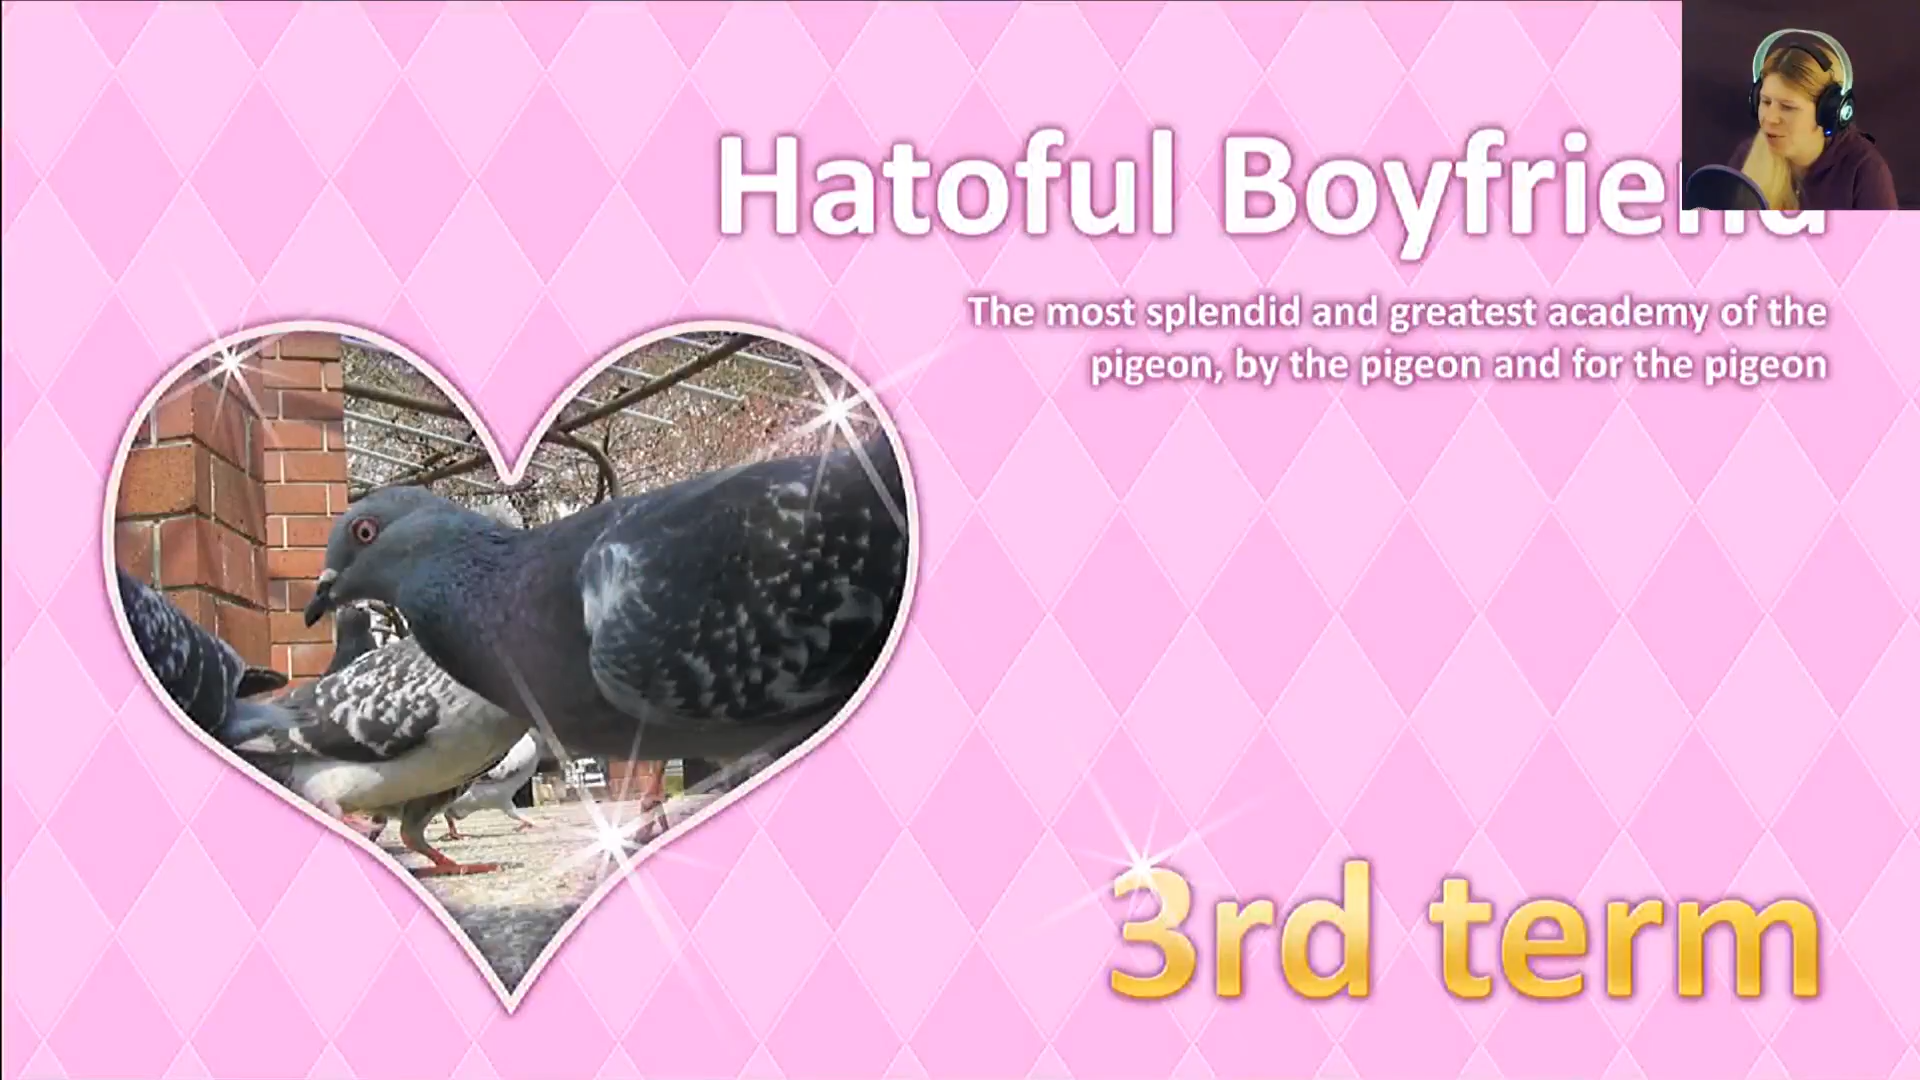 Hatoful Boyfriend
The most splendid and greatest academy of the
pigeon, by the pigeon and for the pigeon
3rd term